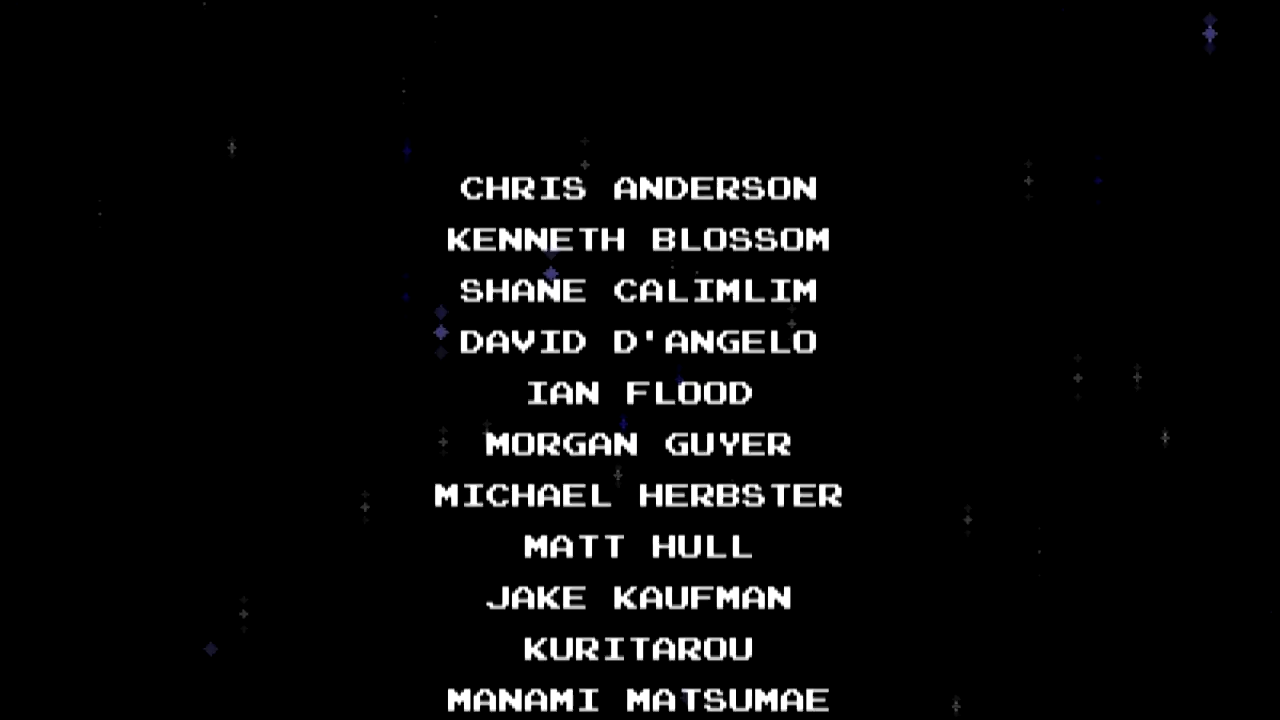 CHRIS ANDERSON
KENNETH BLOSSOM
SHANE CALIMLIM
DAVID D'ANGELO
IAN FLOOD
MORGAN GUYER
MICHAEL HERBSTER
MATT HULL
JAKE KAUFMAN
KURITAROU
MANAMI MATSUMAE